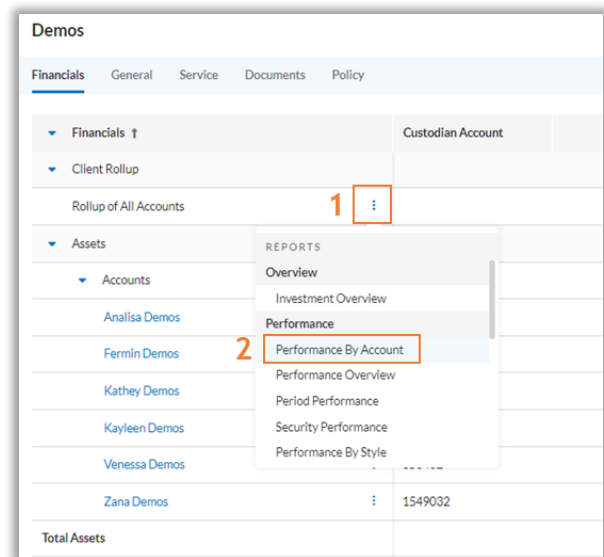 Demos
Financials General Service Documents Policy
Financials ↑ Custodian Account
Client Rollup
Rollup of All Accounts 1
Assets
REPORTS
Overview
Accounts
Investment Overview
Analisa Demos
Performance
2 Performance By Account
Fermin Demos
Performance Overview
Kathey Demos
Period Performance
Kayleen Demos
Security Performance
Performance By Style
Venessa Demos
Zana Demos 1549032
Total Assets